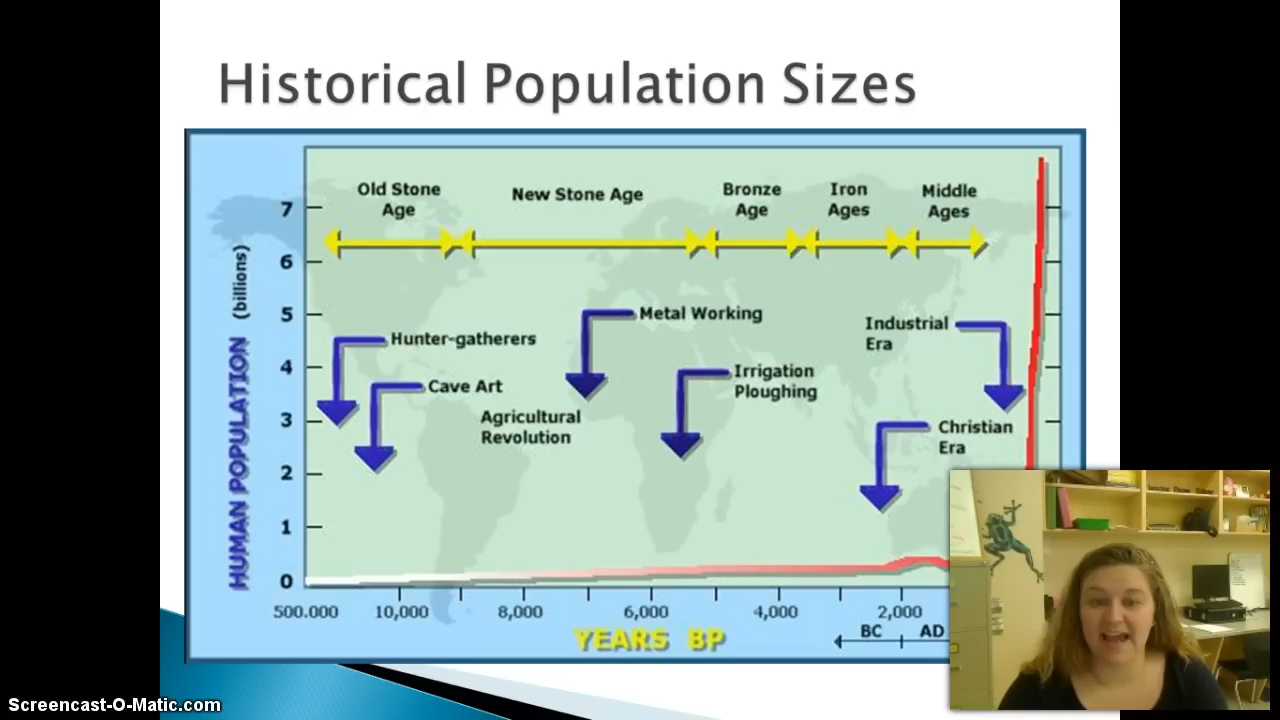 Historical Population Sizes
Old Stone
Age
New Stone Age
Bronze
Age
Iron
Ages
Middle
Ages
HUMAN POPULATION (billions)
7
6
5
4
3
2
1
0
Hunter-gatherers
Cave Art
Agricultural
Revolution
Metal Working
Irrigation
Ploughing
Industrial
Era
Christian
Era
500.000 10,000 8,000 6,000 4,000 2,000
YEARS BP
BC AD
Screencast-O-Matic.com